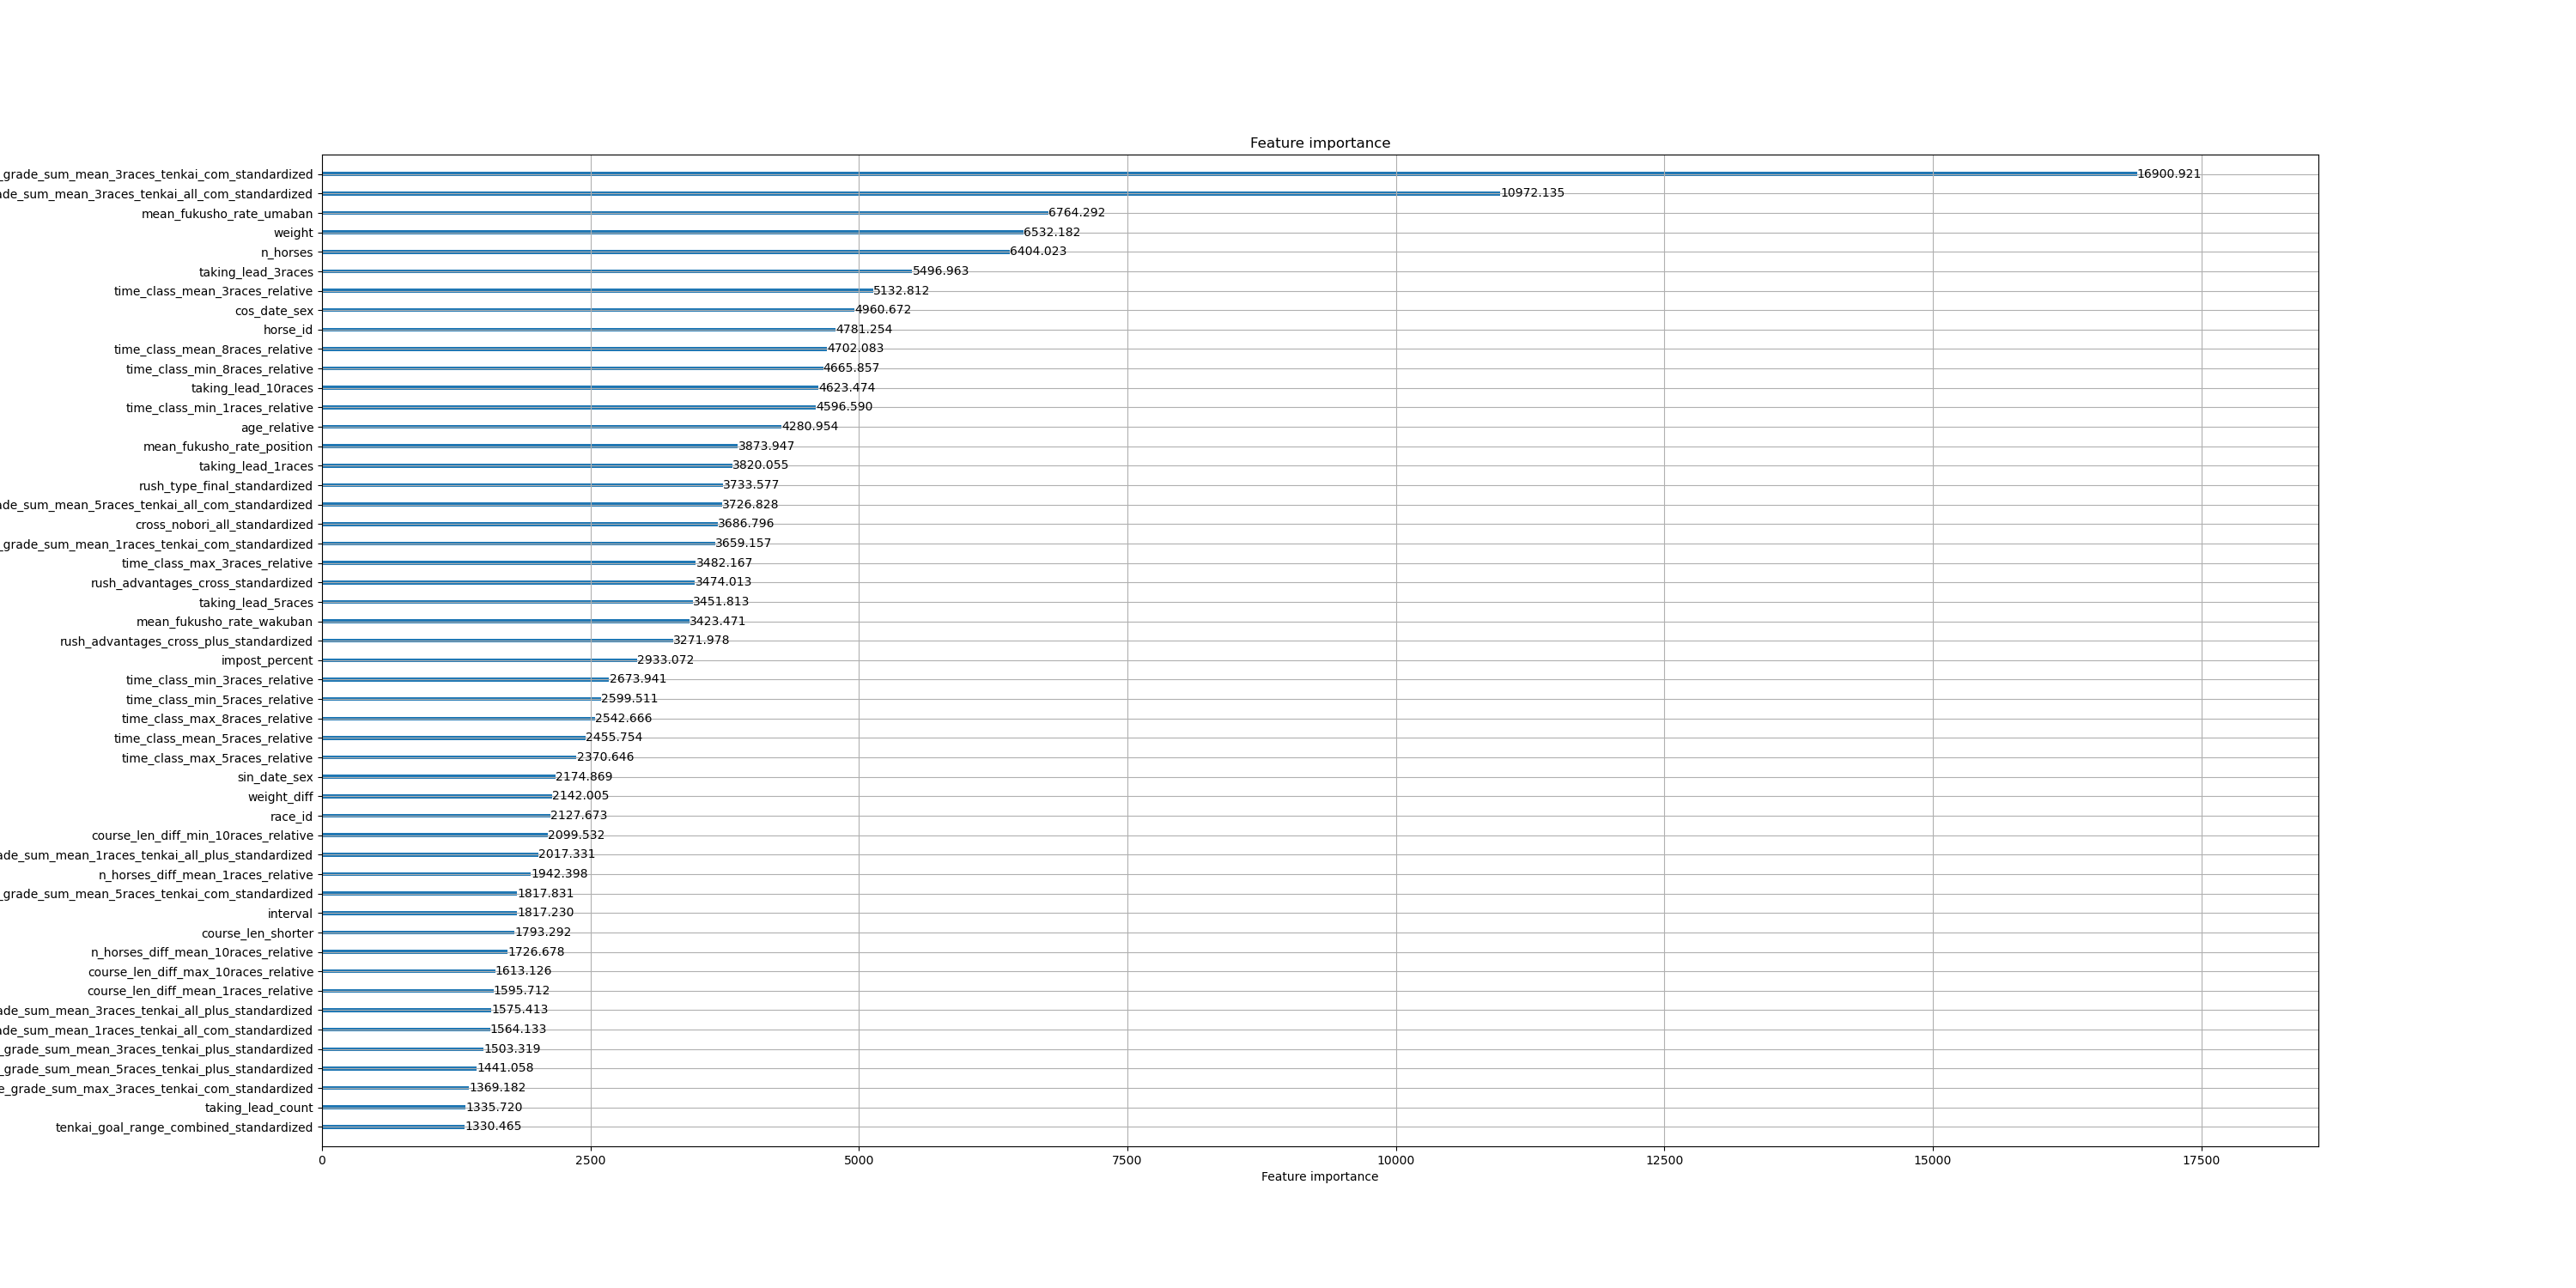 Feature importance
_grade_sum_mean_3races_tenkai_com_standardized 16900.921
de_sum_mean_3races_tenkai_all_com_standardized 10972.135
mean_fukusho_rate_umaban 6764.292
weight 6532.182
n_horses 6404.023
taking_lead_3races 5496.963
time_class_mean_3races_relative 5132.812
cos_date_sex 4960.672
horse_id 4781.254
time_class_mean_8races_relative 4702.083
time_class_min_8races_relative 4665.857
taking_lead_10races 4623.474
time_class_min_1races_relative 4596.590
age_relative 4280.954
mean_fukusho_rate_position 3873.947
taking_lead_1races 3820.055
rush_type_final_standardized 3733.577
de_sum_mean_5races_tenkai_all_com_standardized 3726.828
cross_nobori_all_standardized 3686.796
_grade_sum_mean_1races_tenkai_com_standardized 3659.157
time_class_max_3races_relative 3482.167
rush_advantages_cross_standardized 3474.013
taking_lead_5races 3451.813
mean_fukusho_rate_wakuban 3423.471
rush_advantages_cross_plus_standardized 3271.978
impost_percent 2933.072
time_class_min_3races_relative 2673.941
time_class_min_5races_relative 2599.511
time_class_max_8races_relative 2542.666
time_class_mean_5races_relative 2455.754
time_class_max_5races_relative 2370.646
sin_date_sex 2174.869
weight_diff 2142.005
race_id 2127.673
course_len_diff_min_10races_relative 2099.532
de_sum_mean_1races_tenkai_all_plus_standardized 2017.331
n_horses_diff_mean_1races_relative 1942.398
_grade_sum_mean_5races_tenkai_com_standardized 1817.831
interval 1817.230
course_len_shorter 1793.292
n_horses_diff_mean_10races_relative 1726.678
course_len_diff_max_10races_relative 1613.126
course_len_diff_mean_1races_relative 1595.712
de_sum_mean_3races_tenkai_all_plus_standardized 1575.413
de_sum_mean_1races_tenkai_all_com_standardized 1564.133
_grade_sum_mean_3races_tenkai_plus_standardized 1503.319
_grade_sum_mean_5races_tenkai_plus_standardized 1441.058
e_grade_sum_max_3races_tenkai_com_standardized 1369.182
taking_lead_count 1335.720
tenkai_goal_range_combined_standardized 1330.465
0 2500 5000 7500 10000 12500 15000 17500
Feature importance